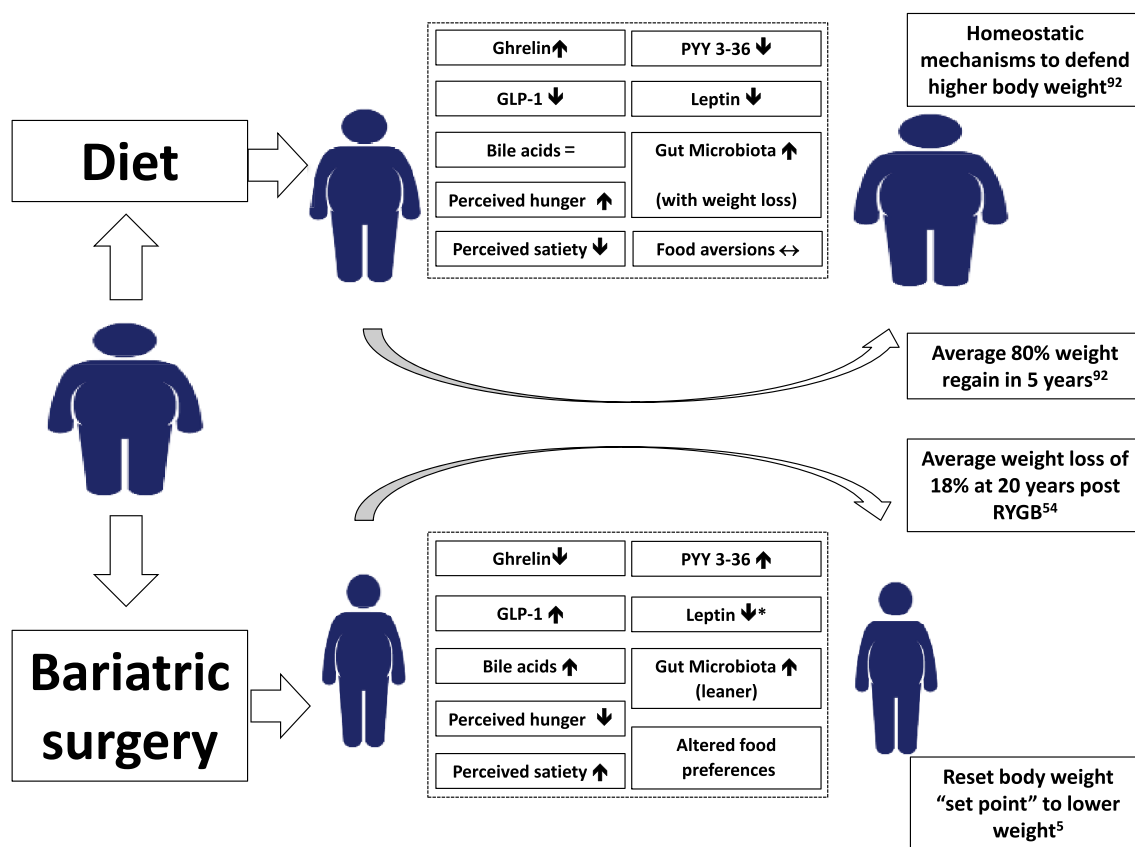 Diet
Ghrelin↑
PYY 3-36 ↓
GLP-1 ↓
Leptin ↓
Bile acids =
Gut Microbiota ↑
(with weight loss)
Perceived hunger ↑
Perceived satiety ↓
Food aversions ↔
Homeostatic
mechanisms to defend
higher body weight⁹²
Average 80% weight
regain in 5 years⁹²
Average weight loss of
18% at 20 years post
RYGB⁵⁴
Bariatric
surgery
Ghrelin↓
PYY 3-36 ↑
GLP-1 ↑
Leptin ↓*
Bile acids ↑
Gut Microbiota ↑
(leaner)
Perceived hunger ↓
Altered food
preferences
Perceived satiety ↑
Reset body weight
“set point” to lower
weight⁵